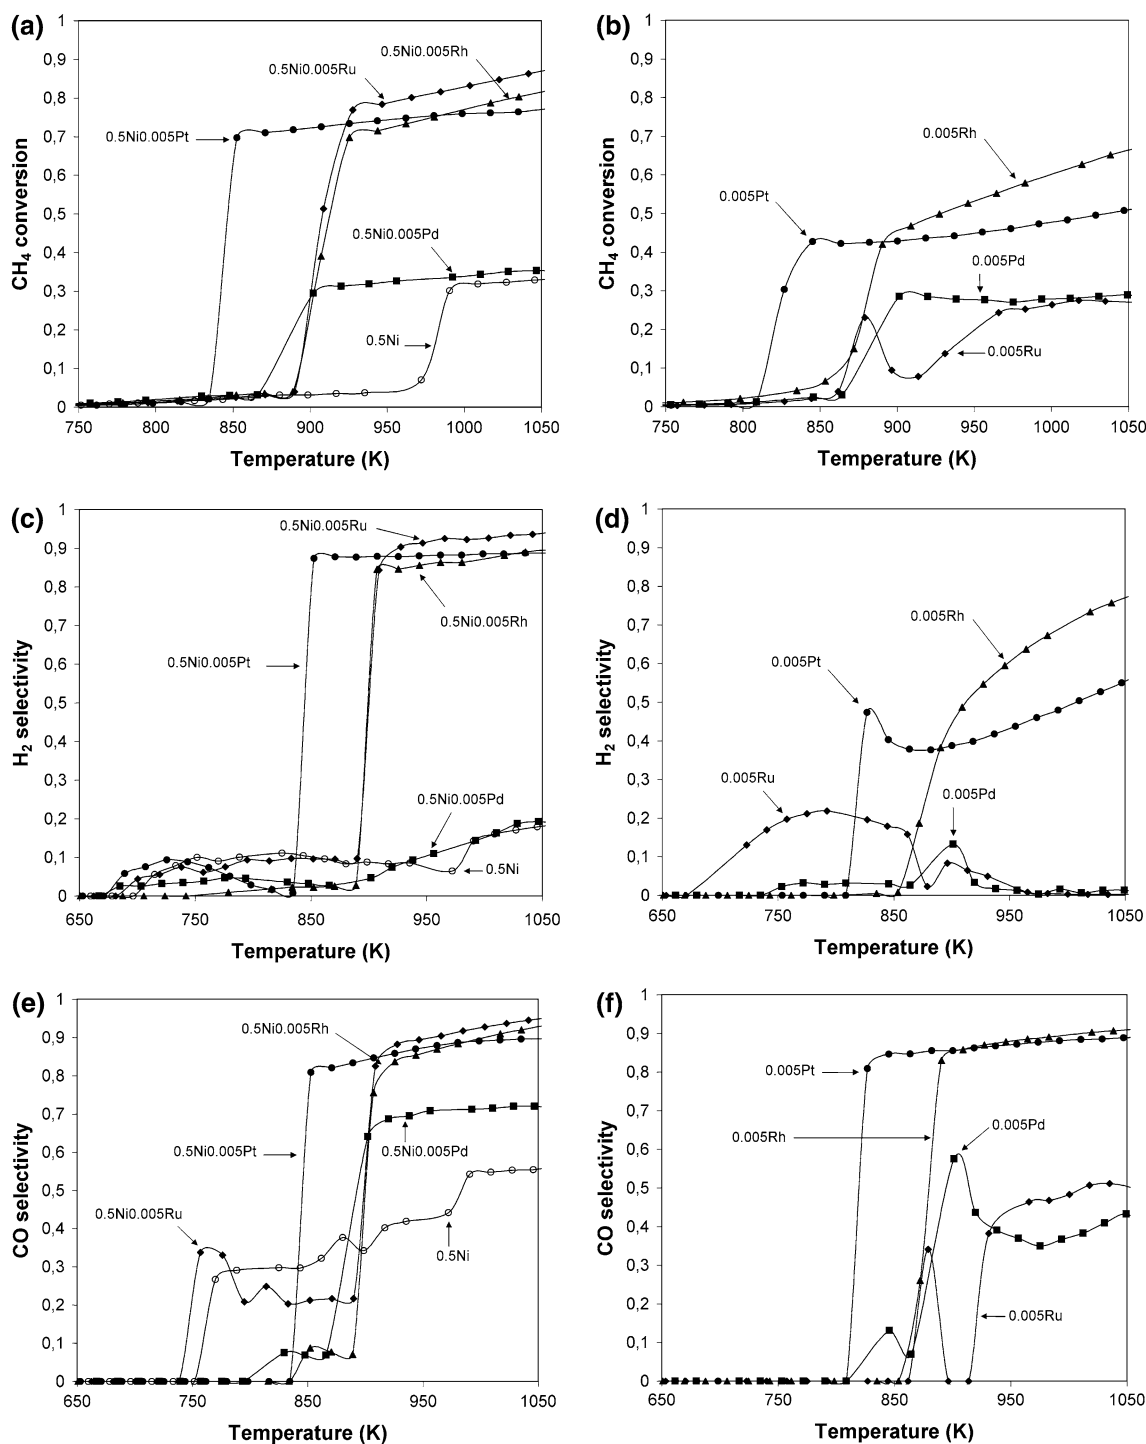 (a)
1
0,9
0,8
0,7
0,6
0,5
0,4
0,3
0,2
0,1
0
CH4 conversion
0.5Ni0.005Rh
0.5Ni0.005Ru
0.5Ni0.005Pt
0.5Ni0.005Pd
0.5Ni
750 800 850 900 950 1000 1050
Temperature (K)
(b)
1
0,9
0,8
0,7
0,6
0,5
0,4
0,3
0,2
0,1
0
CH4 conversion
0.005Rh
0.005Pt
0.005Pd
0.005Ru
750 800 850 900 950 1000 1050
Temperature (K)
(c)
1
0,9
0,8
0,7
0,6
0,5
0,4
0,3
0,2
0,1
0
H2 selectivity
0.5Ni0.005Ru
0.5Ni0.005Rh
0.5Ni0.005Pt
0.5Ni0.005Pd
0.5Ni
650 750 850 950 1050
Temperature (K)
(d)
1
0,9
0,8
0,7
0,6
0,5
0,4
0,3
0,2
0,1
0
H2 selectivity
0.005Rh
0.005Pt
0.005Ru
0.005Pd
650 750 850 950 1050
Temperature (K)
(e)
1
0,9
0,8
0,7
0,6
0,5
0,4
0,3
0,2
0,1
0
CO selectivity
0.5Ni0.005Rh
0.5Ni0.005Pt
0.5Ni0.005Pd
0.5Ni0.005Ru
0.5Ni
650 750 850 950 1050
Temperature (K)
(f)
1
0,9
0,8
0,7
0,6
0,5
0,4
0,3
0,2
0,1
0
CO selectivity
0.005Pt
0.005Pd
0.005Rh
0.005Ru
650 750 850 950 1050
Temperature (K)